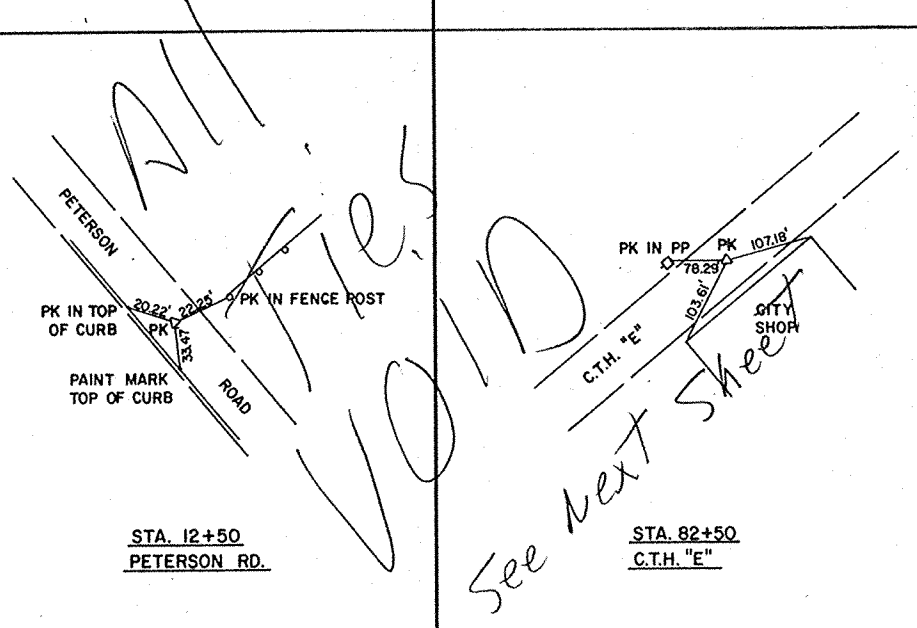 All Ties
VOID
See Next Sheet
PETERSON
ROAD
PK IN TOP
OF CURB
20.22'
22.25'
PK
33.47
PK IN FENCE POST
PAINT MARK
TOP OF CURB
STA. 12+50
PETERSON RD.
PK IN PP
PK
78.29
107.18'
103.61'
CITY
SHOP
C.T.H. "E"
STA. 82+50
C.T.H. "E"